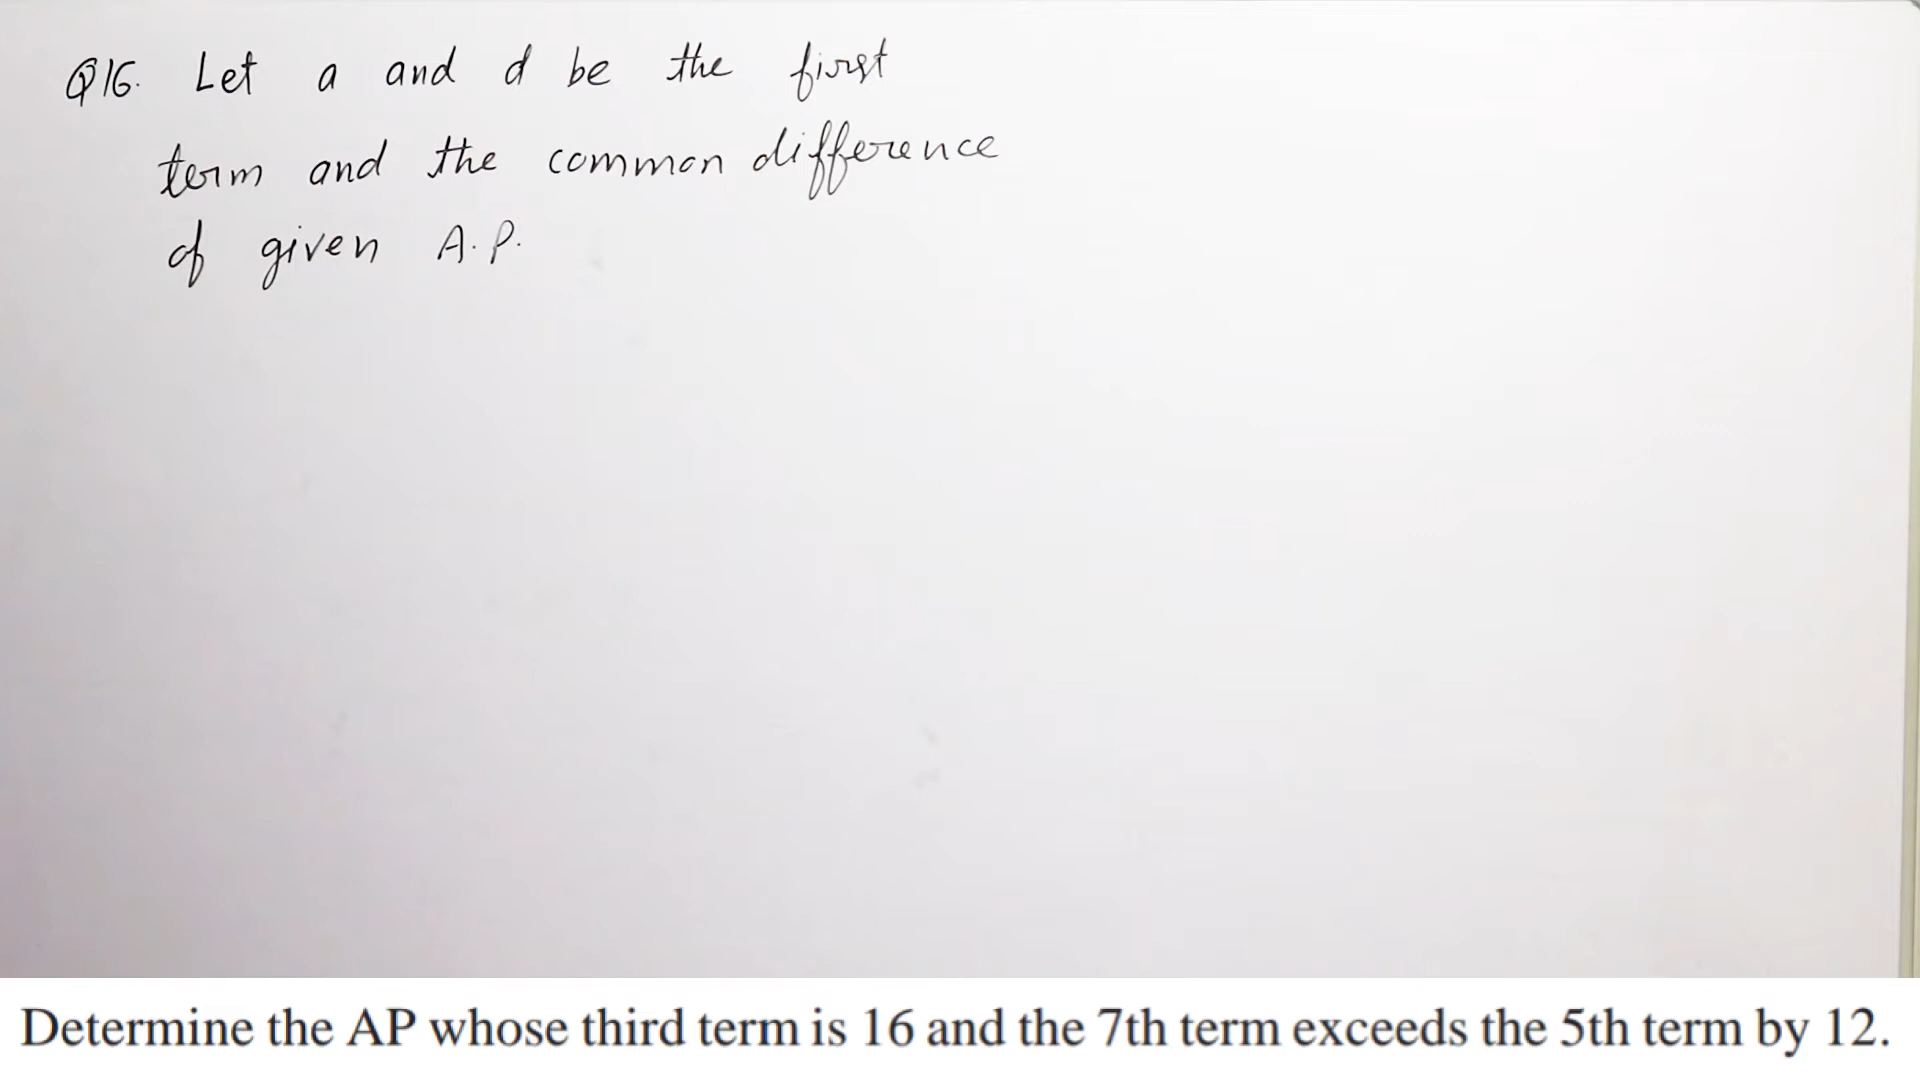 Q16. Let a and d be the first
term and the common difference
of given A.P.
Determine the AP whose third term is 16 and the 7th term exceeds the 5th term by 12.